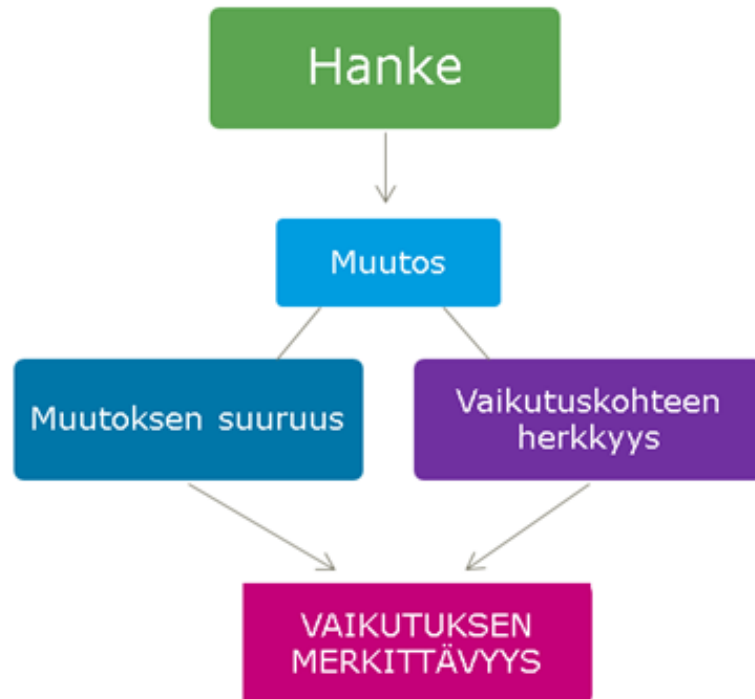 Hanke
Muutos
Muutoksen suuruus
Vaikutuskohteen
herkkyys
VAIKUTUKSEN
MERKITTÄVYYS